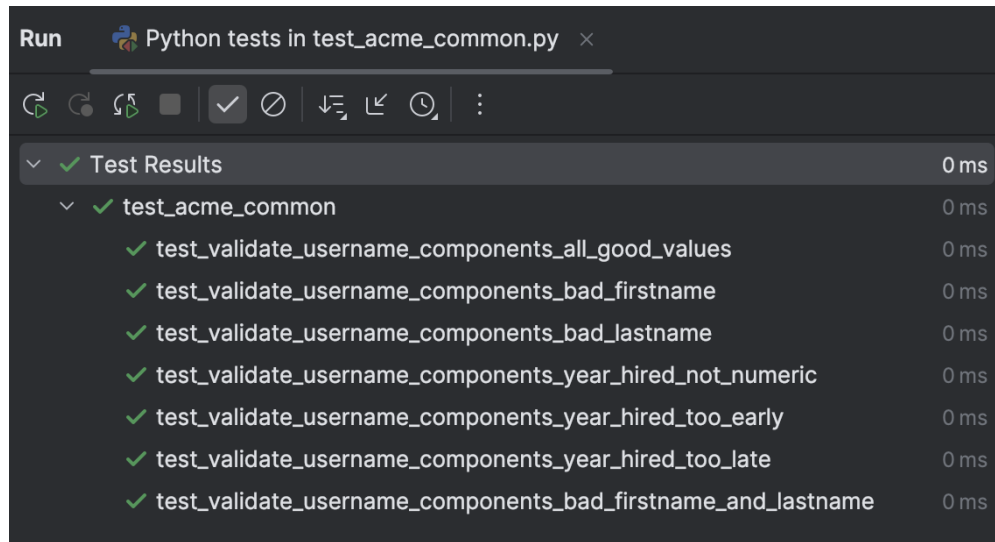 Run Python tests in test_acme_common.py
Test Results 0 ms
test_acme_common 0 ms
test_validate_username_components_all_good_values 0 ms
test_validate_username_components_bad_firstname 0 ms
test_validate_username_components_bad_lastname 0 ms
test_validate_username_components_year_hired_not_numeric 0 ms
test_validate_username_components_year_hired_too_early 0 ms
test_validate_username_components_year_hired_too_late 0 ms
test_validate_username_components_bad_firstname_and_lastname 0 ms